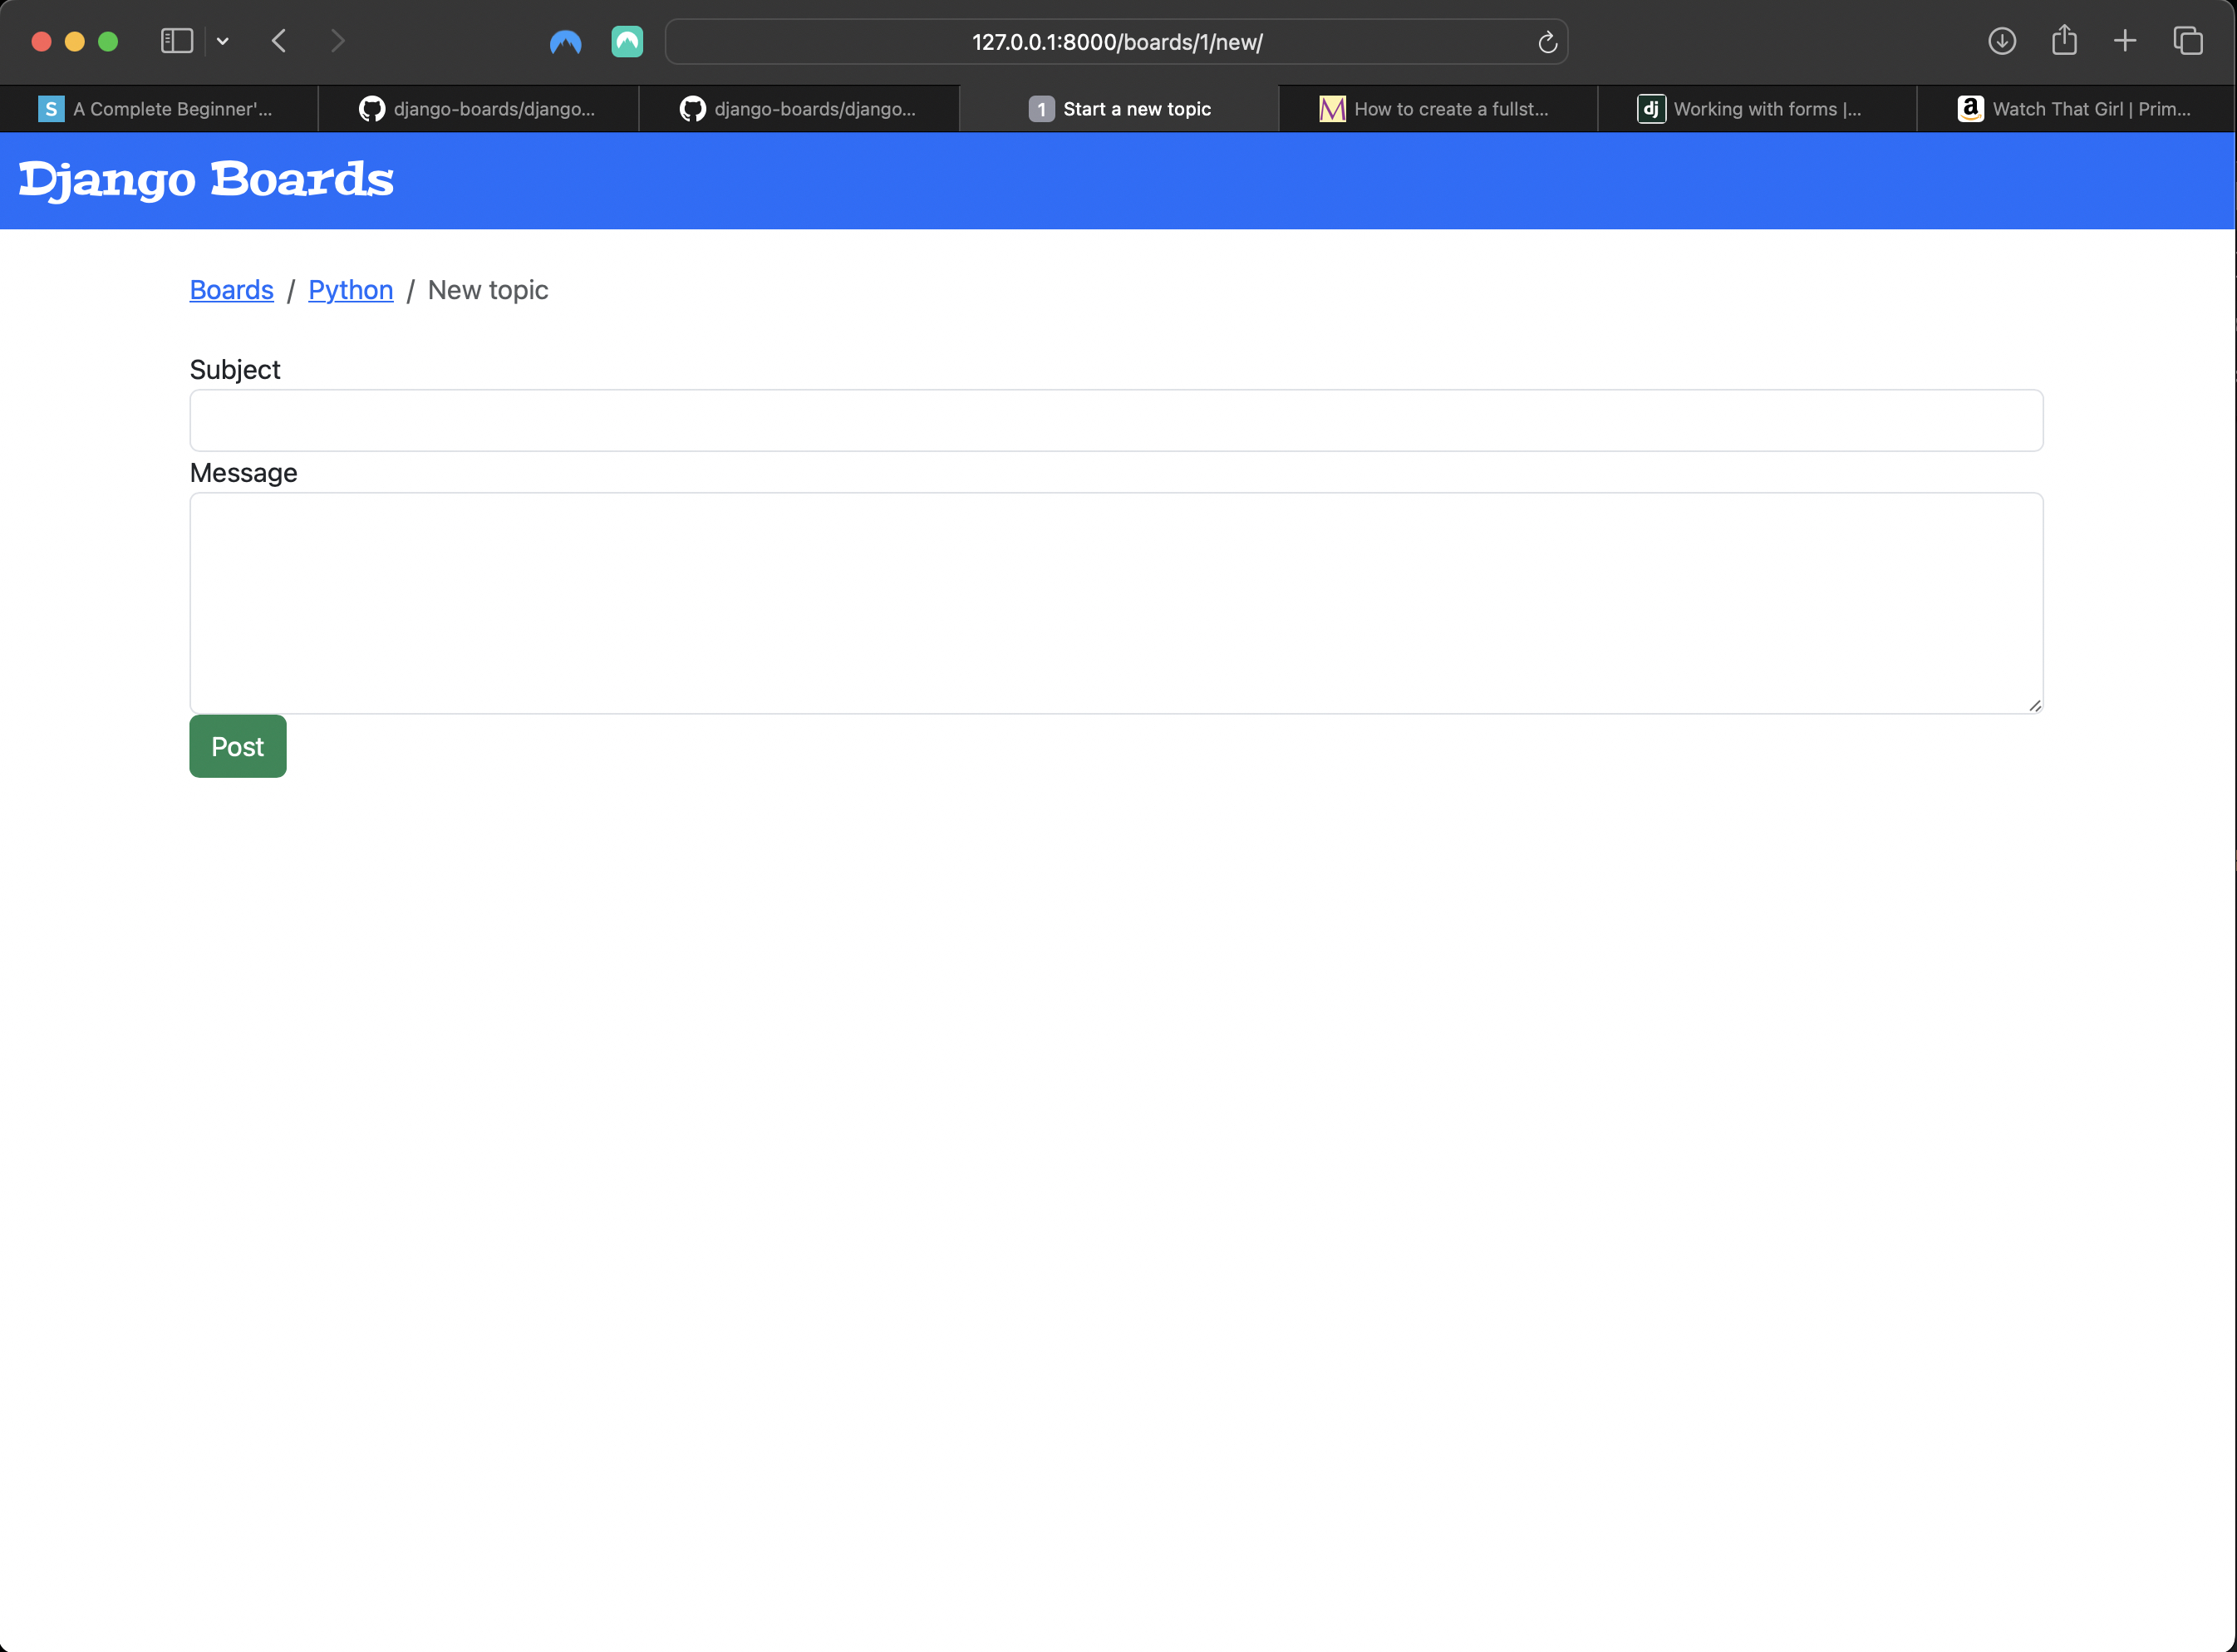 127.0.0.1:8000/boards/1/new/
S A Complete Beginner'...
django-boards/django...
django-boards/django...
1 Start a new topic
M How to create a fullst...
dj Working with forms |...
a Watch That Girl | Prim...
Django Boards
Boards / Python / New topic
Subject
Message
Post